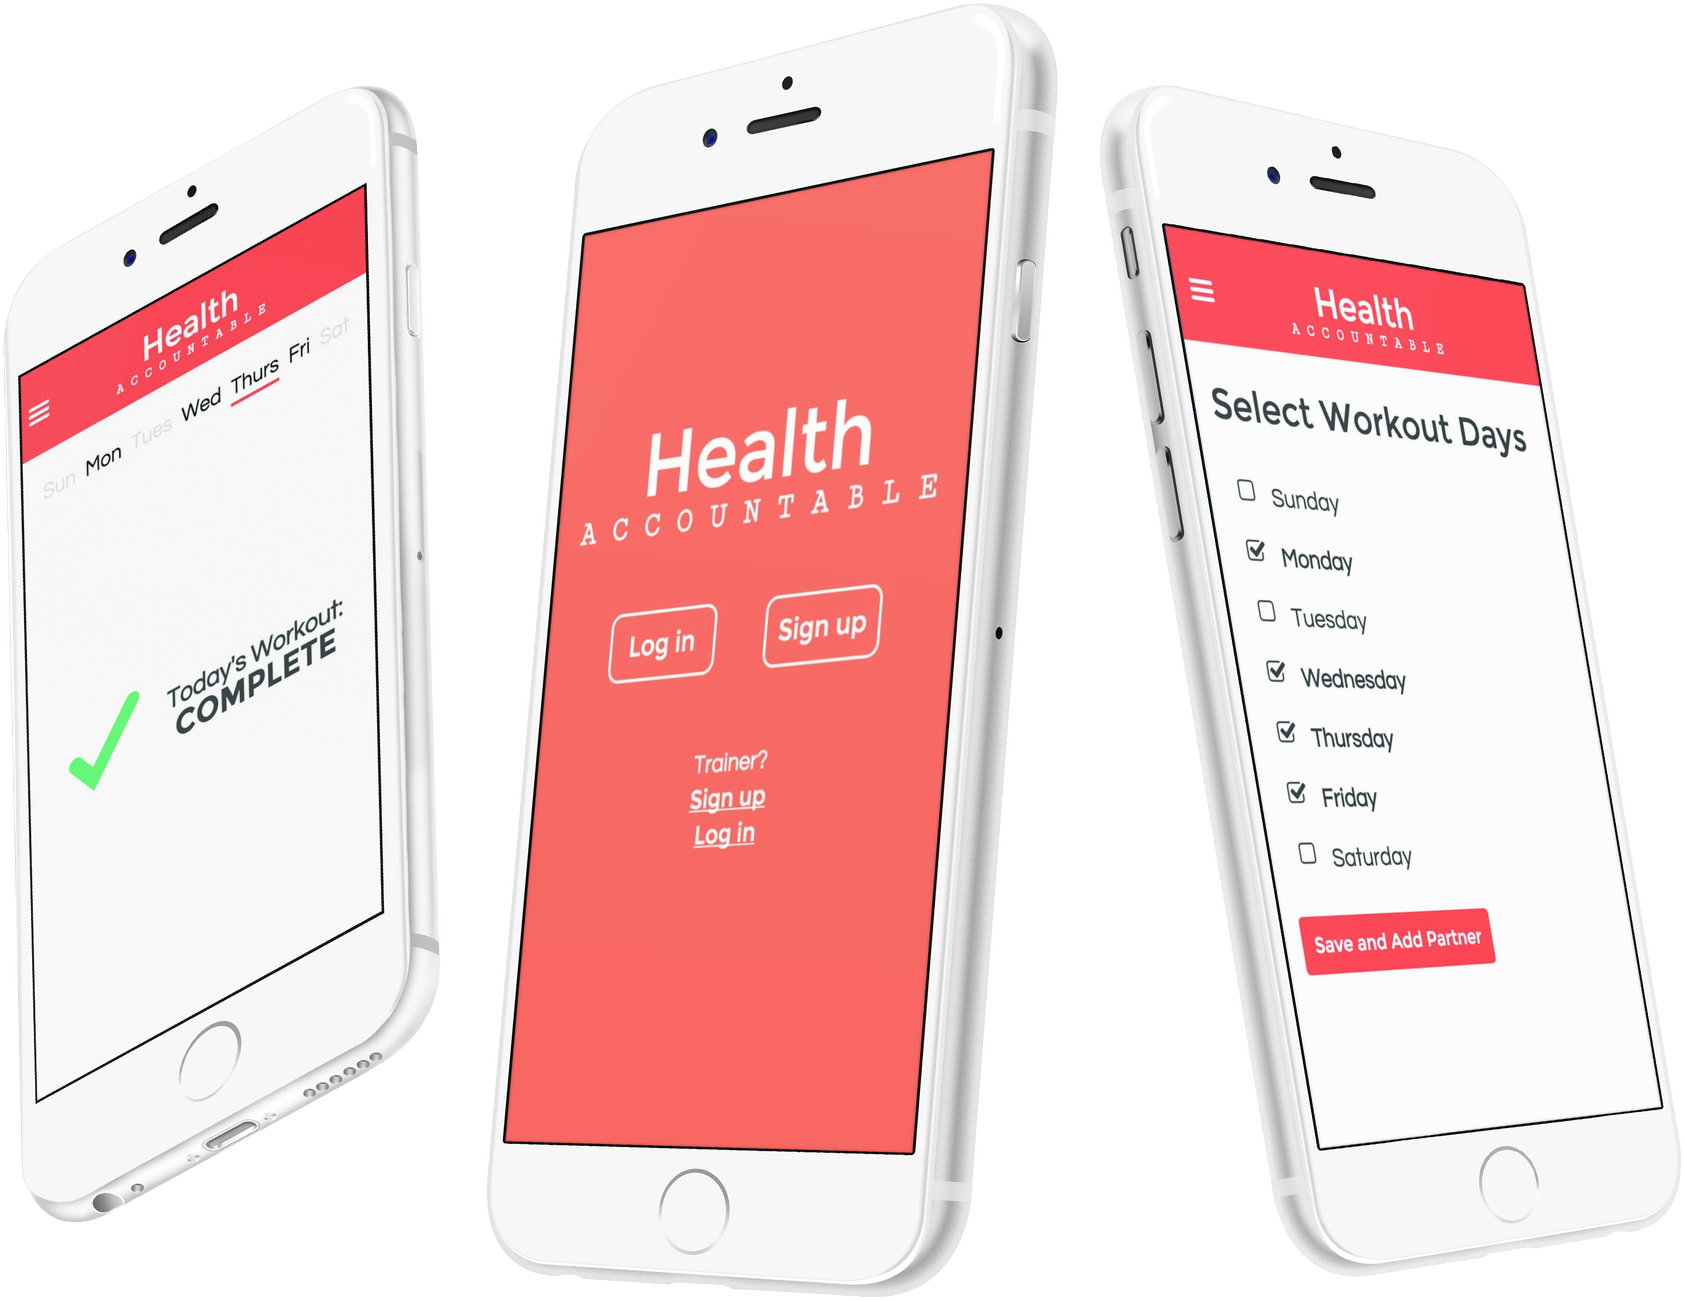 Health
ACCOUNTABLE
Sun Mon Tues Wed Thurs Fri Sat
Today's Workout:
COMPLETE
Health
ACCOUNTABLE
Log in
Sign up
Trainer?
Sign up
Log in
Health
ACCOUNTABLE
Select Workout Days
Sunday
Monday
Tuesday
Wednesday
Thursday
Friday
Saturday
Save and Add Partner